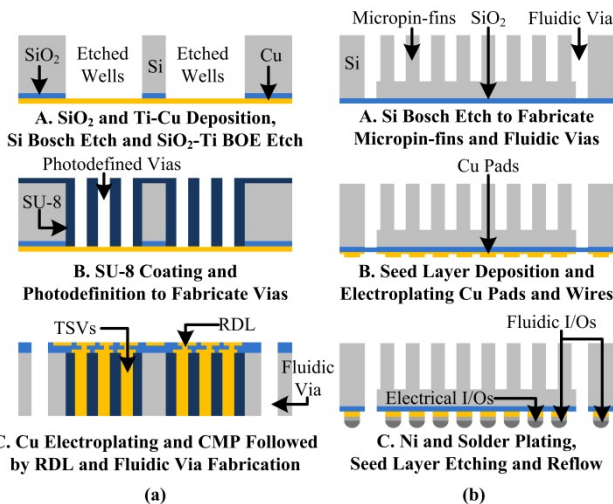 SiO₂
Etched
Wells
Si
Etched
Wells
Cu
A. SiO₂ and Ti-Cu Deposition,
Si Bosch Etch and SiO₂-Ti BOE Etch
Photodefined Vias
SU-8
B. SU-8 Coating and
Photodefinition to Fabricate Vias
TSVs
RDL
Fluidic
Via
C. Cu Electroplating and CMP Followed
by RDL and Fluidic Via Fabrication
(a)
Micropin-fins
SiO₂
Fluidic Via
Si
A. Si Bosch Etch to Fabricate
Micropin-fins and Fluidic Vias
Cu Pads
B. Seed Layer Deposition and
Electroplating Cu Pads and Wires
Fluidic I/Os
Electrical I/Os
C. Ni and Solder Plating,
Seed Layer Etching and Reflow
(b)